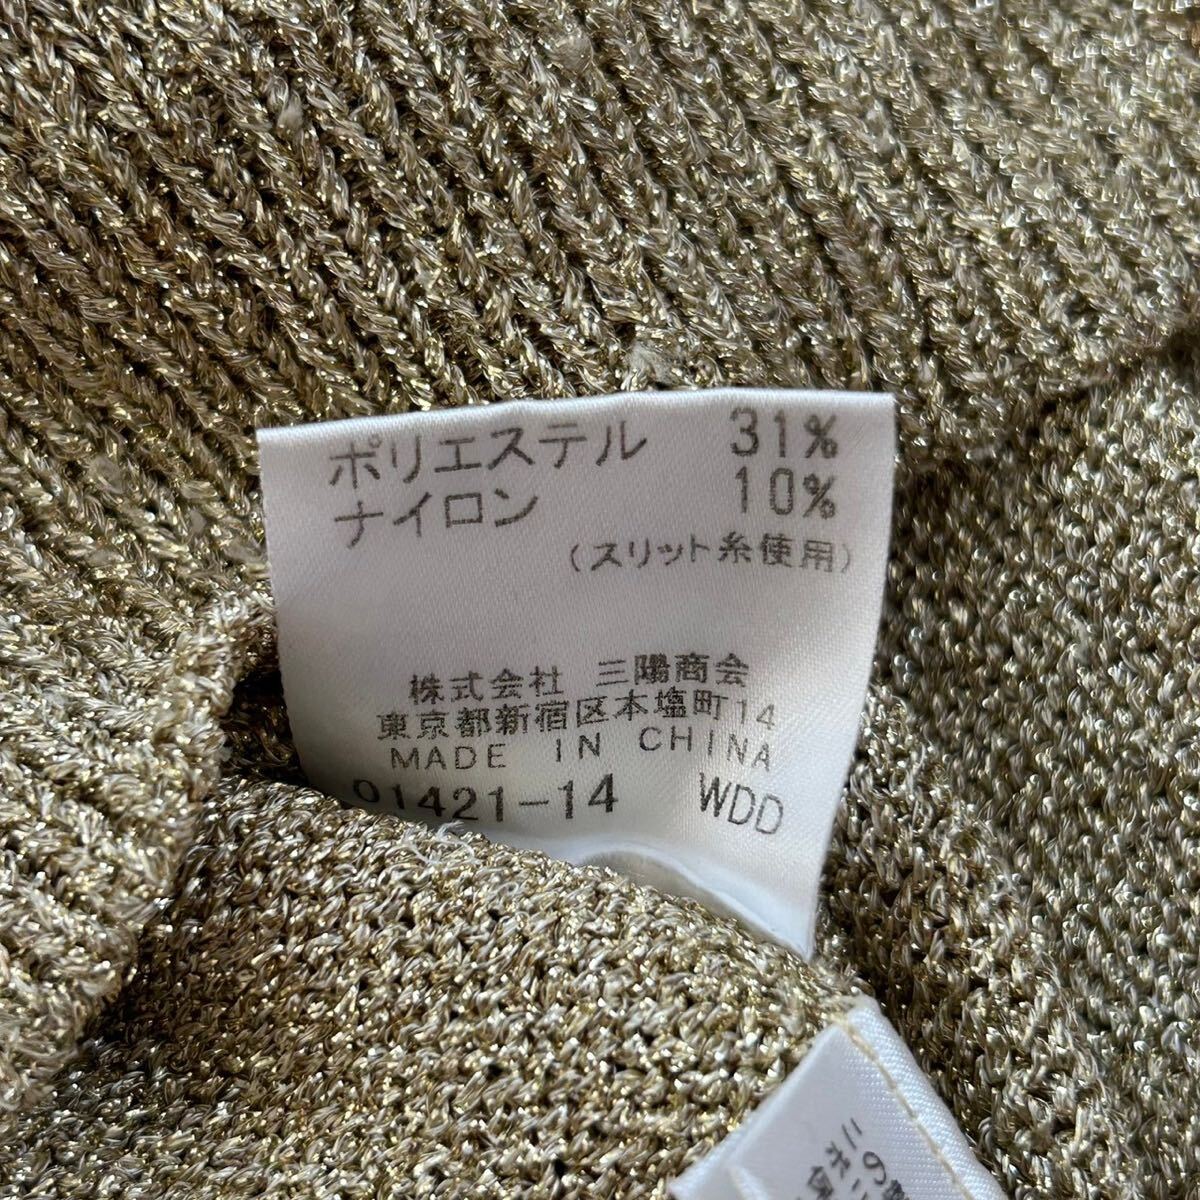 ポリエステル 31%
ナイロン 10%
(スリット糸使用)
株式会社 三陽商会
東京都新宿区本塩町14
MADE IN CHINA
01421-14 WDD